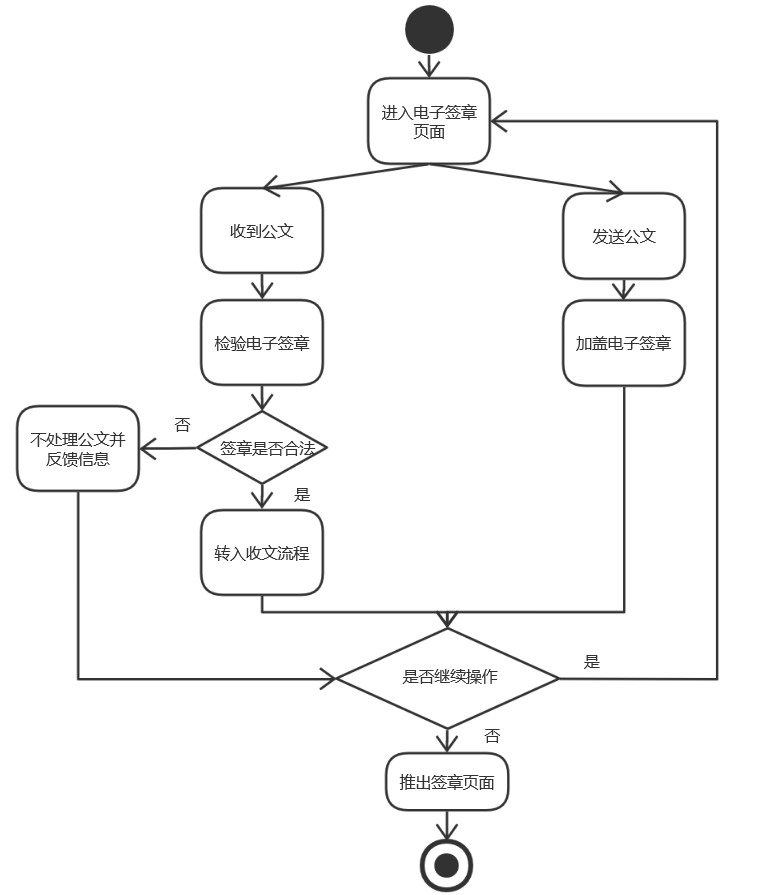 进入电子签章
页面
收到公文
发送公文
检验电子签章
加盖电子签章
否
不处理公文并
反馈信息
签章是否合法
是
转入收文流程
是否继续操作
是
否
推出签章页面